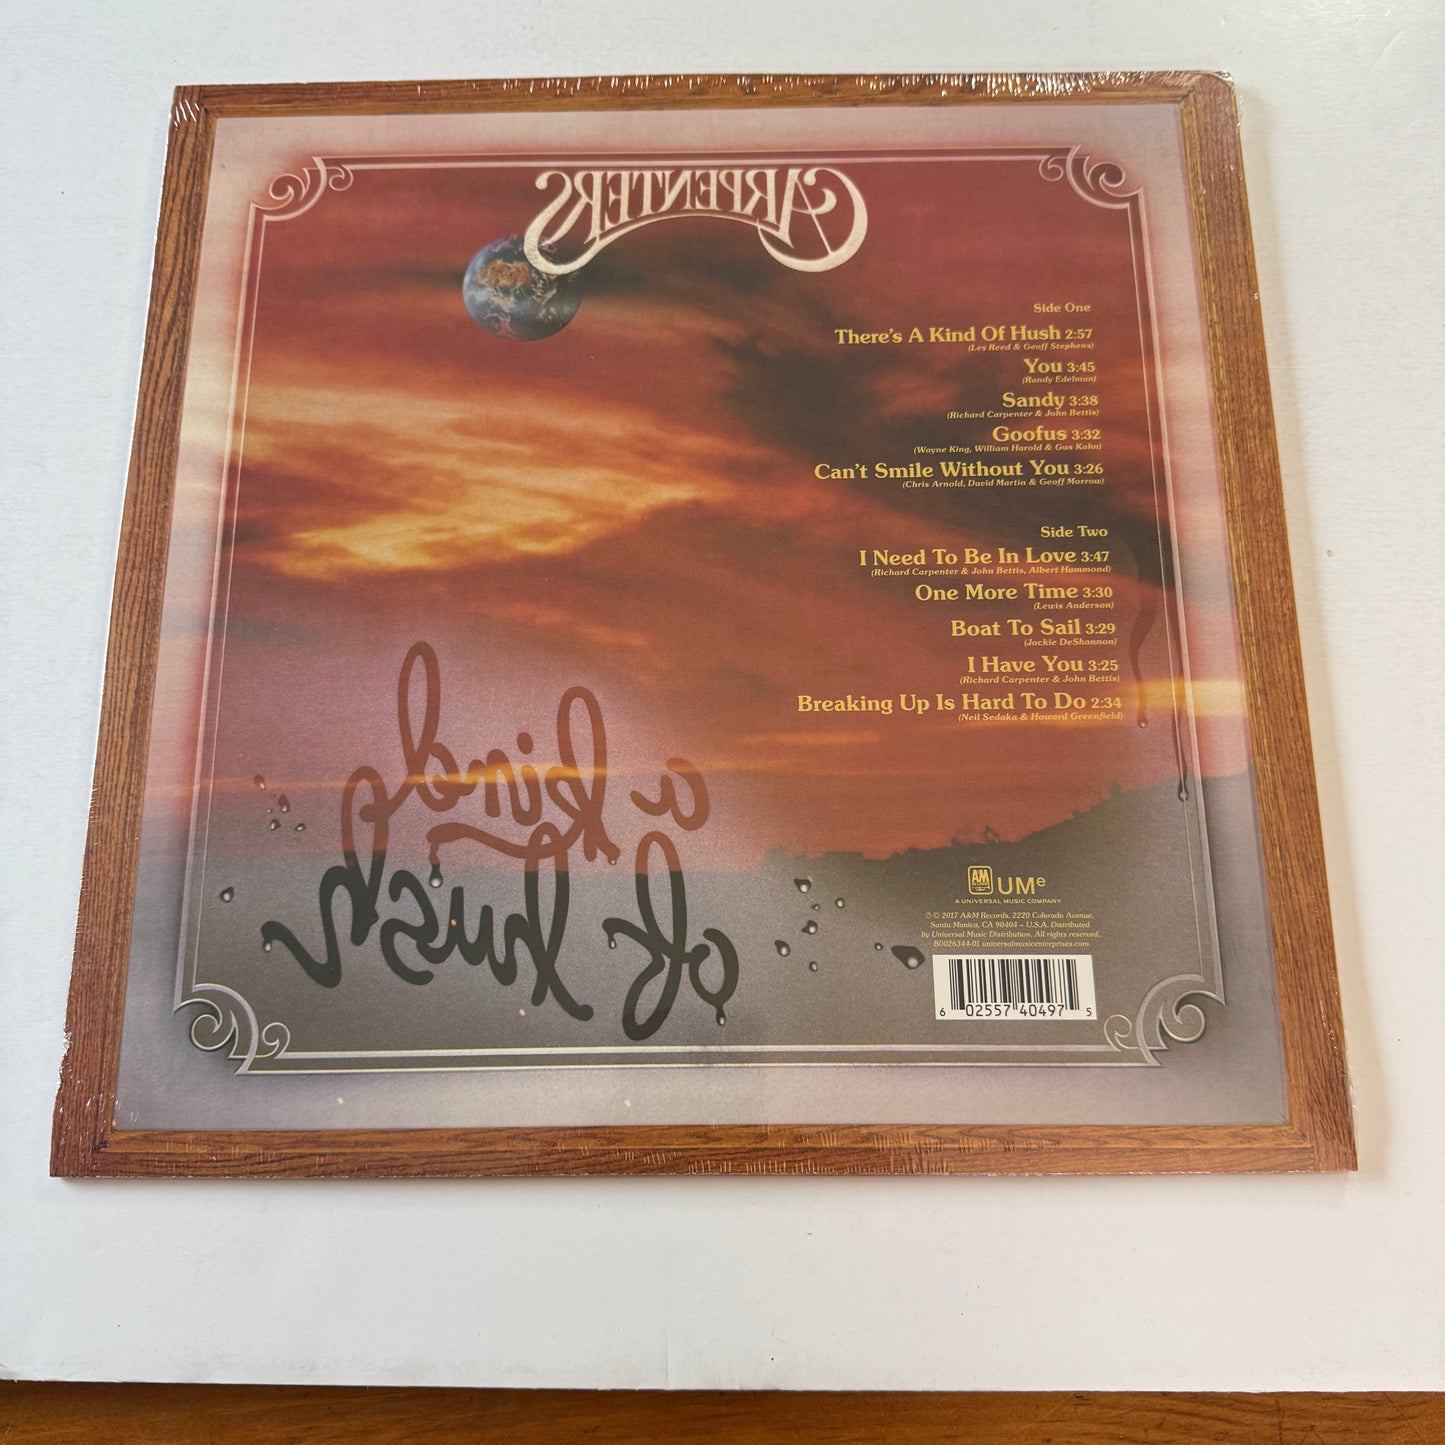 CARPENTERS
Side One
There's A Kind Of Hush 2:57
(Les Reed & Geoff Stephens)
You 3:45
(Randy Edelman)
Sandy 3:38
(Richard Carpenter & John Bettis)
Goofus 3:32
(Wayne King, William Harold & Gus Kahn)
Can't Smile Without You 3:26
(Chris Arnold, David Martin & Geoff Morrow)
Side Two
I Need To Be In Love 3:47
(Richard Carpenter & John Bettis, Albert Hammond)
One More Time 3:30
(Lewis Anderson)
Boat To Sail 3:29
(Jackie DeShannon)
I Have You 3:25
(Richard Carpenter & John Bettis)
Breaking Up Is Hard To Do 2:34
(Neil Sedaka & Howard Greenfield)
a kind
of hush
A&M
RECORDS
UMe
A UNIVERSAL MUSIC COMPANY
℗ © 2017 A&M Records, 2220 Colorado Avenue,
Santa Monica, CA 90404 – U.S.A. Distributed
by Universal Music Distribution. All rights reserved.
B0026344-01 universalmusicenterprises.com
6 02557 40497 5